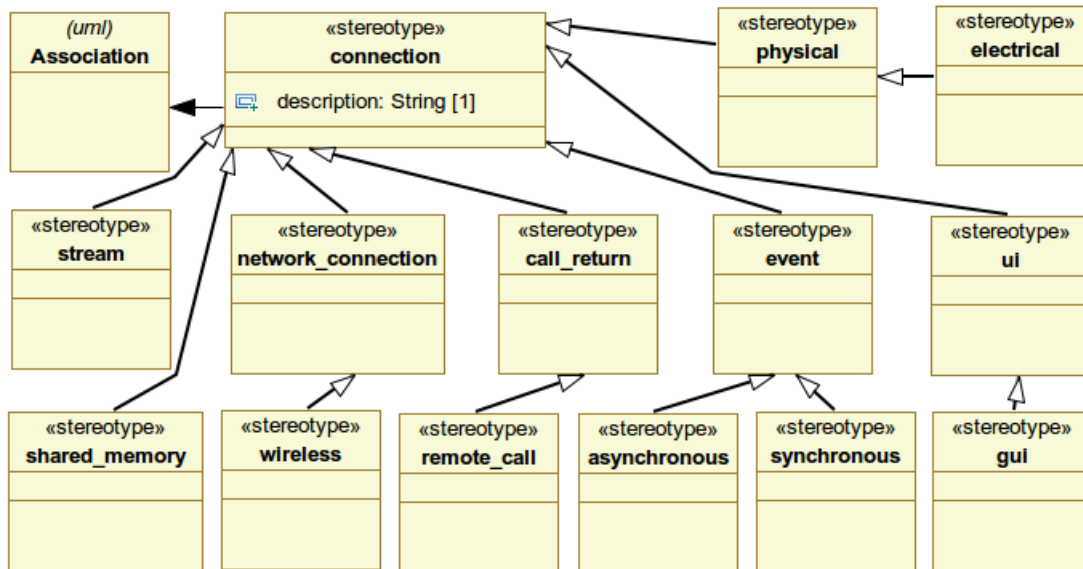 (uml)
Association
«stereotype»
connection
description: String [1]
«stereotype»
physical
«stereotype»
electrical
«stereotype»
stream
«stereotype»
network_connection
«stereotype»
call_return
«stereotype»
event
«stereotype»
ui
«stereotype»
shared_memory
«stereotype»
wireless
«stereotype»
remote_call
«stereotype»
asynchronous
«stereotype»
synchronous
«stereotype»
gui